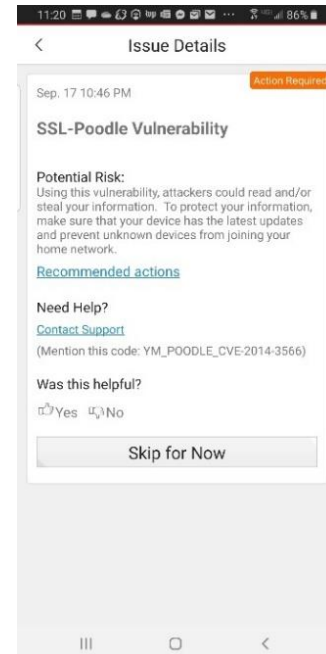 11:20 86%
Issue Details
Action Required
Sep. 17 10:46 PM
SSL-Poodle Vulnerability
Potential Risk:
Using this vulnerability, attackers could read and/or
steal your information. To protect your information,
make sure that your device has the latest updates
and prevent unknown devices from joining your
home network.
Recommended actions
Need Help?
Contact Support
(Mention this code: YM_POODLE_CVE-2014-3566)
Was this helpful?
Yes No
Skip for Now